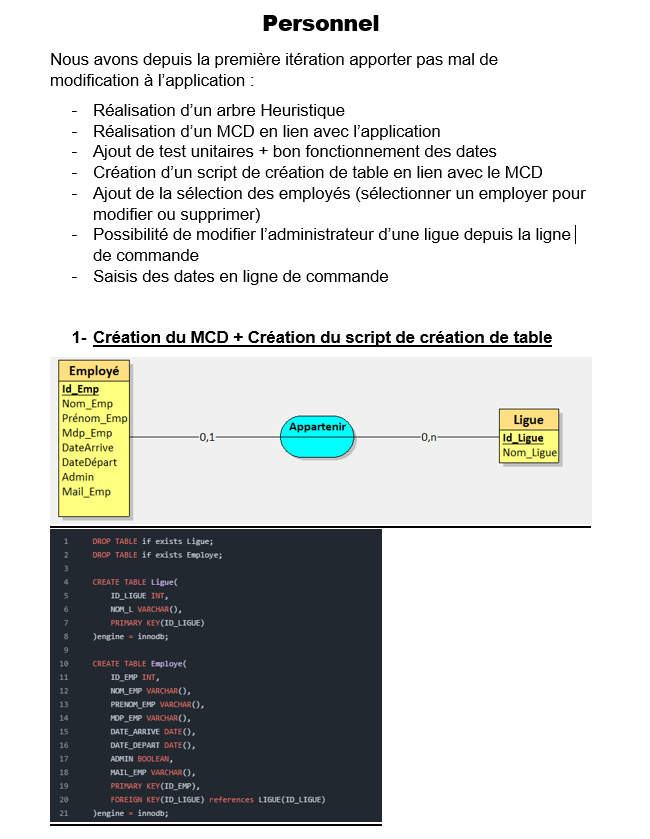 Personnel
Nous avons depuis la première itération apporter pas mal de
modification à l'application :
- Réalisation d'un arbre Heuristique
- Réalisation d'un MCD en lien avec l'application
- Ajout de test unitaires + bon fonctionnement des dates
- Création d'un script de création de table en lien avec le MCD
- Ajout de la sélection des employés (sélectionner un employer pour
modifier ou supprimer)
- Possibilité de modifier l'administrateur d'une ligue depuis la ligne
de commande
- Saisis des dates en ligne de commande
1- Création du MCD + Création du script de création de table
Employé
Id_Emp
Nom_Emp
Prénom_Emp
Mdp_Emp
DateArrive
DateDépart
Admin
Mail_Emp
0,1
Appartenir
0,n
Ligue
Id_Ligue
Nom_Ligue
1 DROP TABLE if exists Ligue;
2 DROP TABLE if exists Employe;
3
4 CREATE TABLE Ligue(
5 ID_LIGUE INT,
6 NOM_L VARCHAR(),
7 PRIMARY KEY(ID_LIGUE)
8 )engine = innodb;
9
10 CREATE TABLE Employe(
11 ID_EMP INT,
12 NOM_EMP VARCHAR(),
13 PRENOM_EMP VARCHAR(),
14 MDP_EMP VARCHAR(),
15 DATE_ARRIVE DATE(),
16 DATE_DEPART DATE(),
17 ADMIN BOOLEAN,
18 MAIL_EMP VARCHAR(),
19 PRIMARY KEY(ID_EMP),
20 FOREIGN KEY(ID_LIGUE) references LIGUE(ID_LIGUE)
21 )engine = innodb;